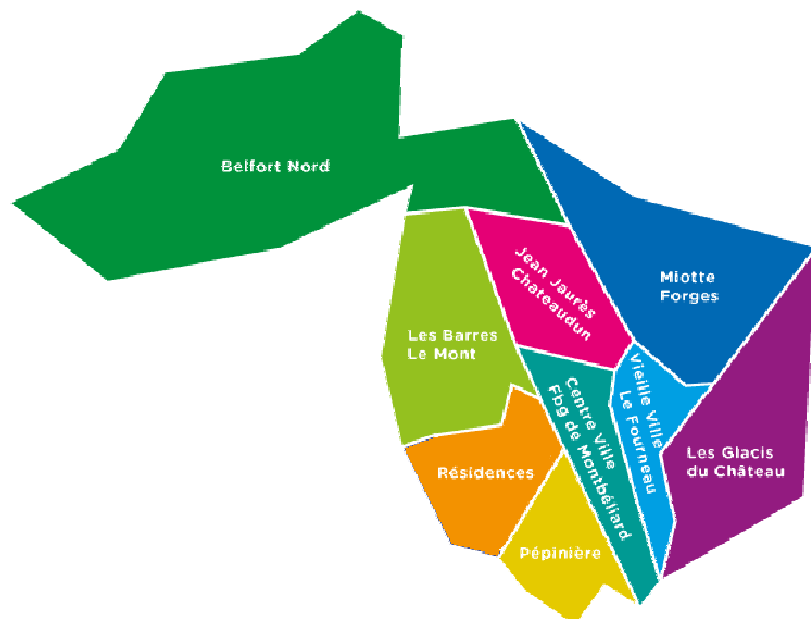 Belfort Nord
Miotte
Forges
Jean Jaurès
Chateaudun
Les Barres
Le Mont
Vieille Ville
Le Fourneau
Centre Ville
Fbg de Montbéliard
Les Glacis
du Château
Résidences
Pépinière